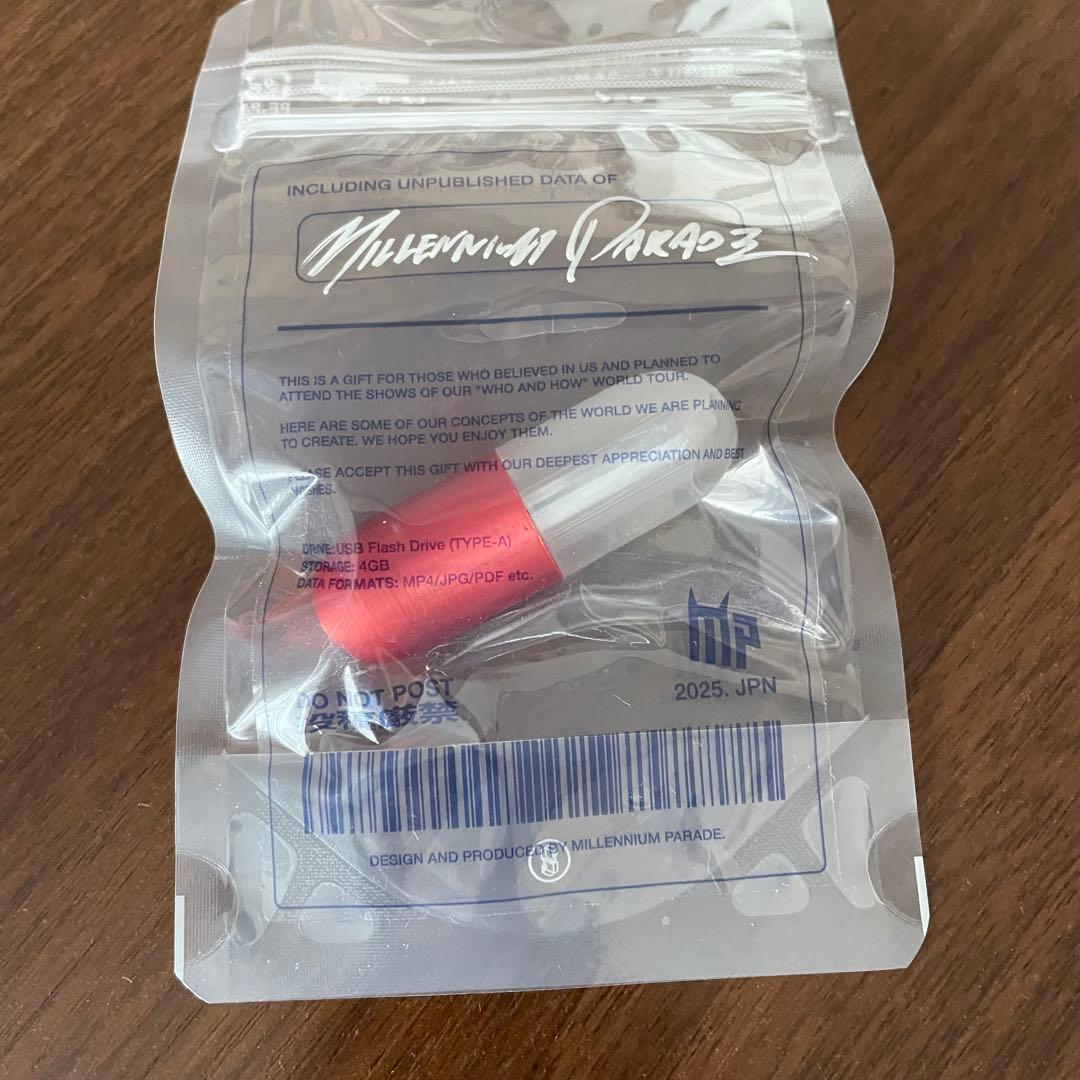 INCLUDING UNPUBLISHED DATA OF
MILLENNIUM PARADE
THIS IS A GIFT FOR THOSE WHO BELIEVED IN US AND PLANNED TO
ATTEND THE SHOWS OF OUR "WHO AND HOW" WORLD TOUR.
HERE ARE SOME OF OUR CONCEPTS OF THE WORLD WE ARE PLANNING
TO CREATE. WE HOPE YOU ENJOY THEM.
PLEASE ACCEPT THIS GIFT WITH OUR DEEPEST APPRECIATION AND BEST
WISHES.
DRIVE: USB Flash Drive (TYPE-A)
STORAGE: 4GB
DATA FORMATS: MP4/JPG/PDF etc.
MP
DO NOT POST
2025. JPN
投稿厳禁
DESIGN AND PRODUCED BY MILLENNIUM PARADE.